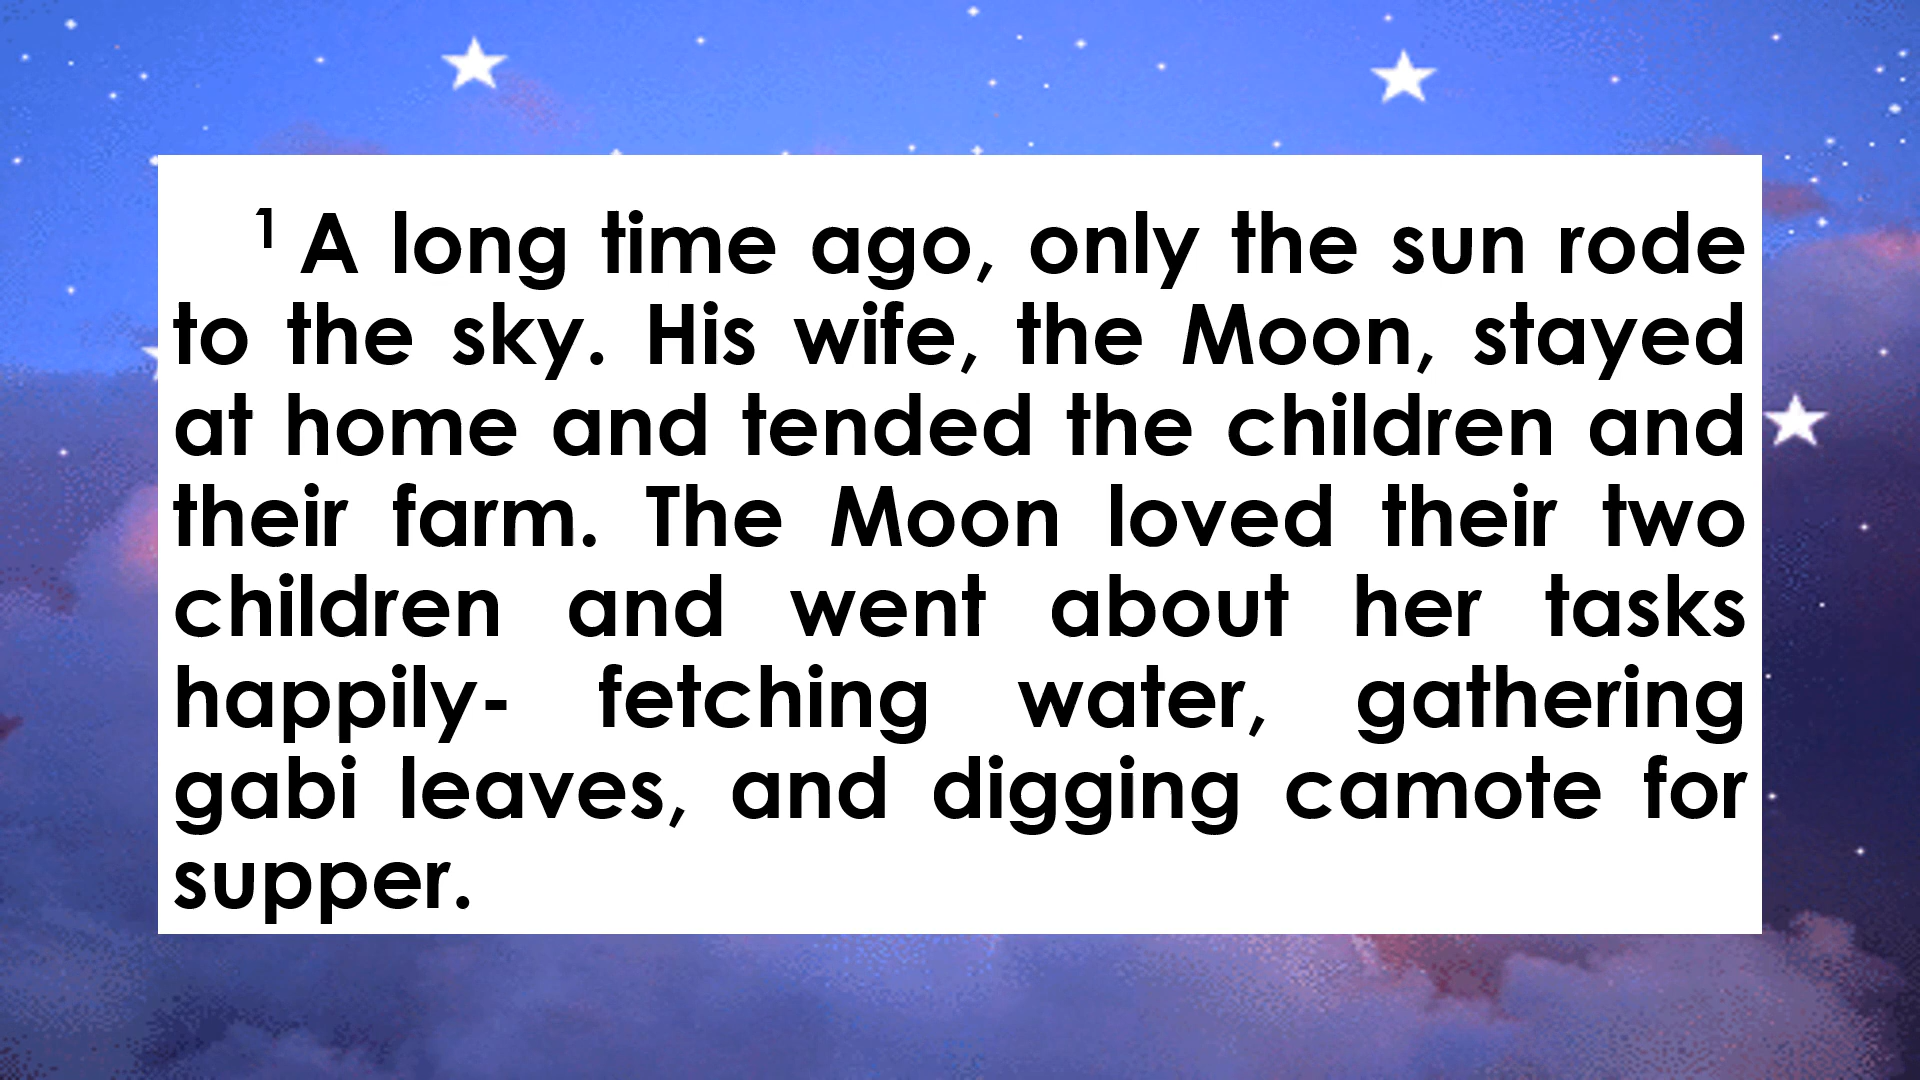 ¹ A long time ago, only the sun rode
to the sky. His wife, the Moon, stayed
at home and tended the children and
their farm. The Moon loved their two
children and went about her tasks
happily- fetching water, gathering
gabi leaves, and digging camote for
supper.